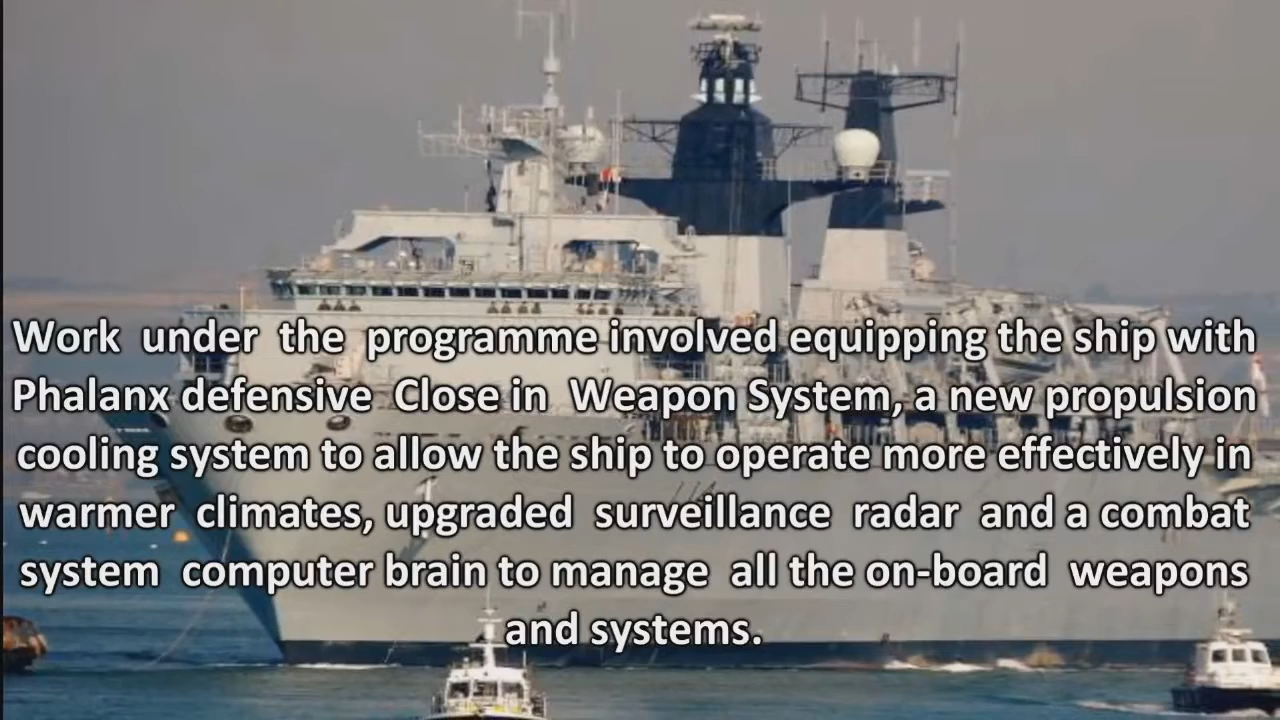 Work under the programme involved equipping the ship with
Phalanx defensive Close in Weapon System, a new propulsion
cooling system to allow the ship to operate more effectively in
warmer climates, upgraded surveillance radar and a combat
system computer brain to manage all the on-board weapons
and systems.